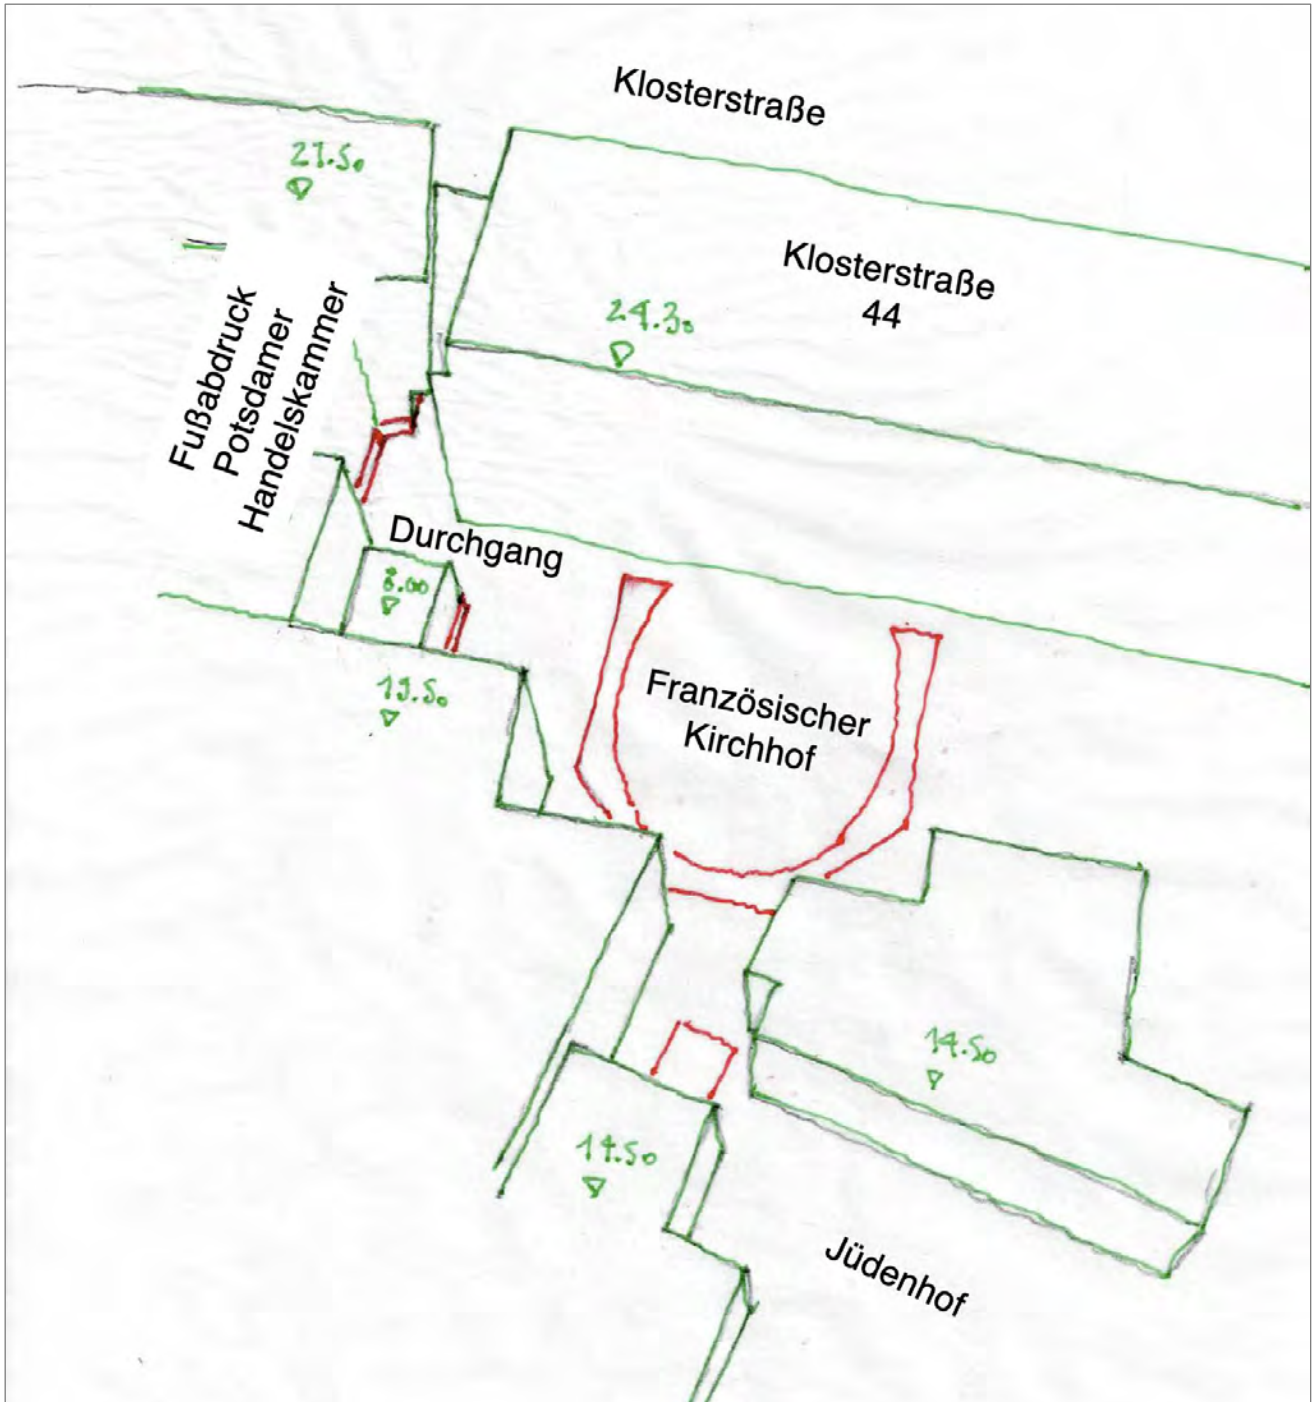 Klosterstraße
21.50
Klosterstraße
44
24.30
Fußabdruck
Potsdamer
Handelskammer
Durchgang
8.00
13.50
Französischer
Kirchhof
14.50
14.50
Jüdenhof